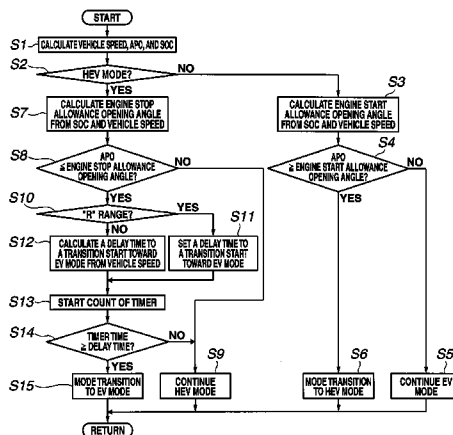 START
S1
CALCULATE VEHICLE SPEED, APO, AND SOC
S2
HEV MODE?
NO
YES
S7
CALCULATE ENGINE STOP
ALLOWANCE OPENING ANGLE
FROM SOC AND VEHICLE SPEED
S3
CALCULATE ENGINE START
ALLOWANCE OPENING ANGLE
FROM SOC AND VEHICLE SPEED
S8
APO
≦ ENGINE STOP ALLOWANCE
OPENING ANGLE?
NO
YES
S4
APO
≧ ENGINE START ALLOWANCE
OPENING ANGLE?
NO
YES
S10
"R" RANGE?
YES
NO
S11
SET A DELAY TIME TO
A TRANSITION START
TOWARD EV MODE
S12
CALCULATE A DELAY TIME TO
A TRANSITION START TOWARD
EV MODE FROM VEHICLE SPEED
S13
START COUNT OF TIMER
S14
TIMER TIME
≧ DELAY TIME?
NO
YES
S15
MODE TRANSITION
TO EV MODE
S9
CONTINUE
HEV MODE
S6
MODE TRANSITION
TO HEV MODE
S5
CONTINUE EV
MODE
RETURN